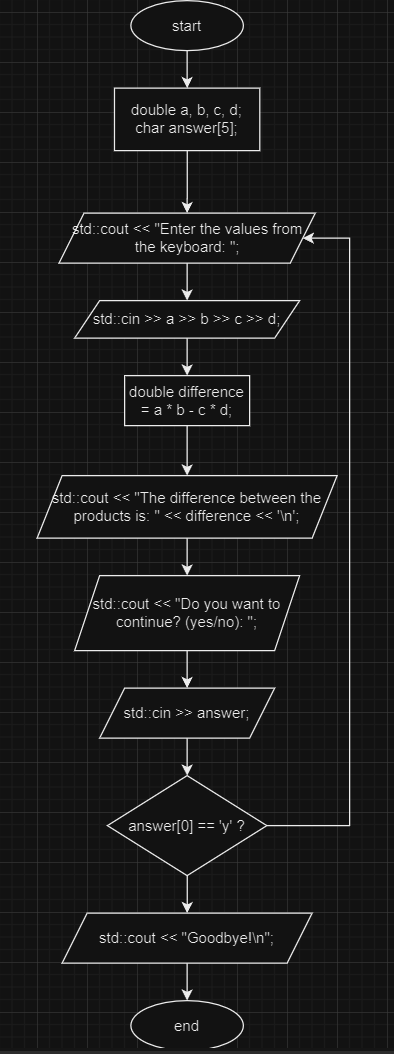 start
double a, b, c, d;
char answer[5];
std::cout << "Enter the values from
the keyboard: ";
std::cin >> a >> b >> c >> d;
double difference
= a * b - c * d;
std::cout << "The difference between the
products is: " << difference << '\n';
std::cout << "Do you want to
continue? (yes/no): ";
std::cin >> answer;
answer[0] == 'y' ?
std::cout << "Goodbye!\n";
end